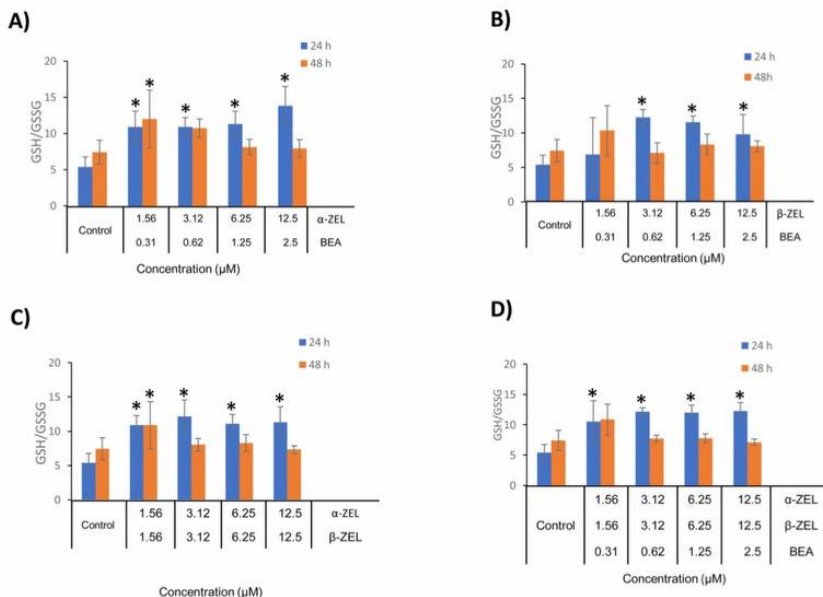 A)
24 h
48 h
GSH/GSSG
20
15
10
5
0
* * * * *
Control
1.56 3.12 6.25 12.5 α-ZEL
0.31 0.62 1.25 2.5 BEA
Concentration (µM)
B)
24 h
48h
GSH/GSSG
20
15
10
5
0
* * *
Control
1.56 3.12 6.25 12.5 β-ZEL
0.31 0.62 1.25 2.5 BEA
Concentration (µM)
C)
24 h
48 h
GSH/GSSG
20
15
10
5
0
* * * * *
Control
1.56 3.12 6.25 12.5 α-ZEL
1.56 3.12 6.25 12.5 β-ZEL
Concentration (µM)
D)
24 h
48 h
GSH/GSSG
20
15
10
5
0
* * * *
Control
1.56 3.12 6.25 12.5 α-ZEL
1.56 3.12 6.25 12.5 β-ZEL
0.31 0.62 1.25 2.5 BEA
Concentration (µM)